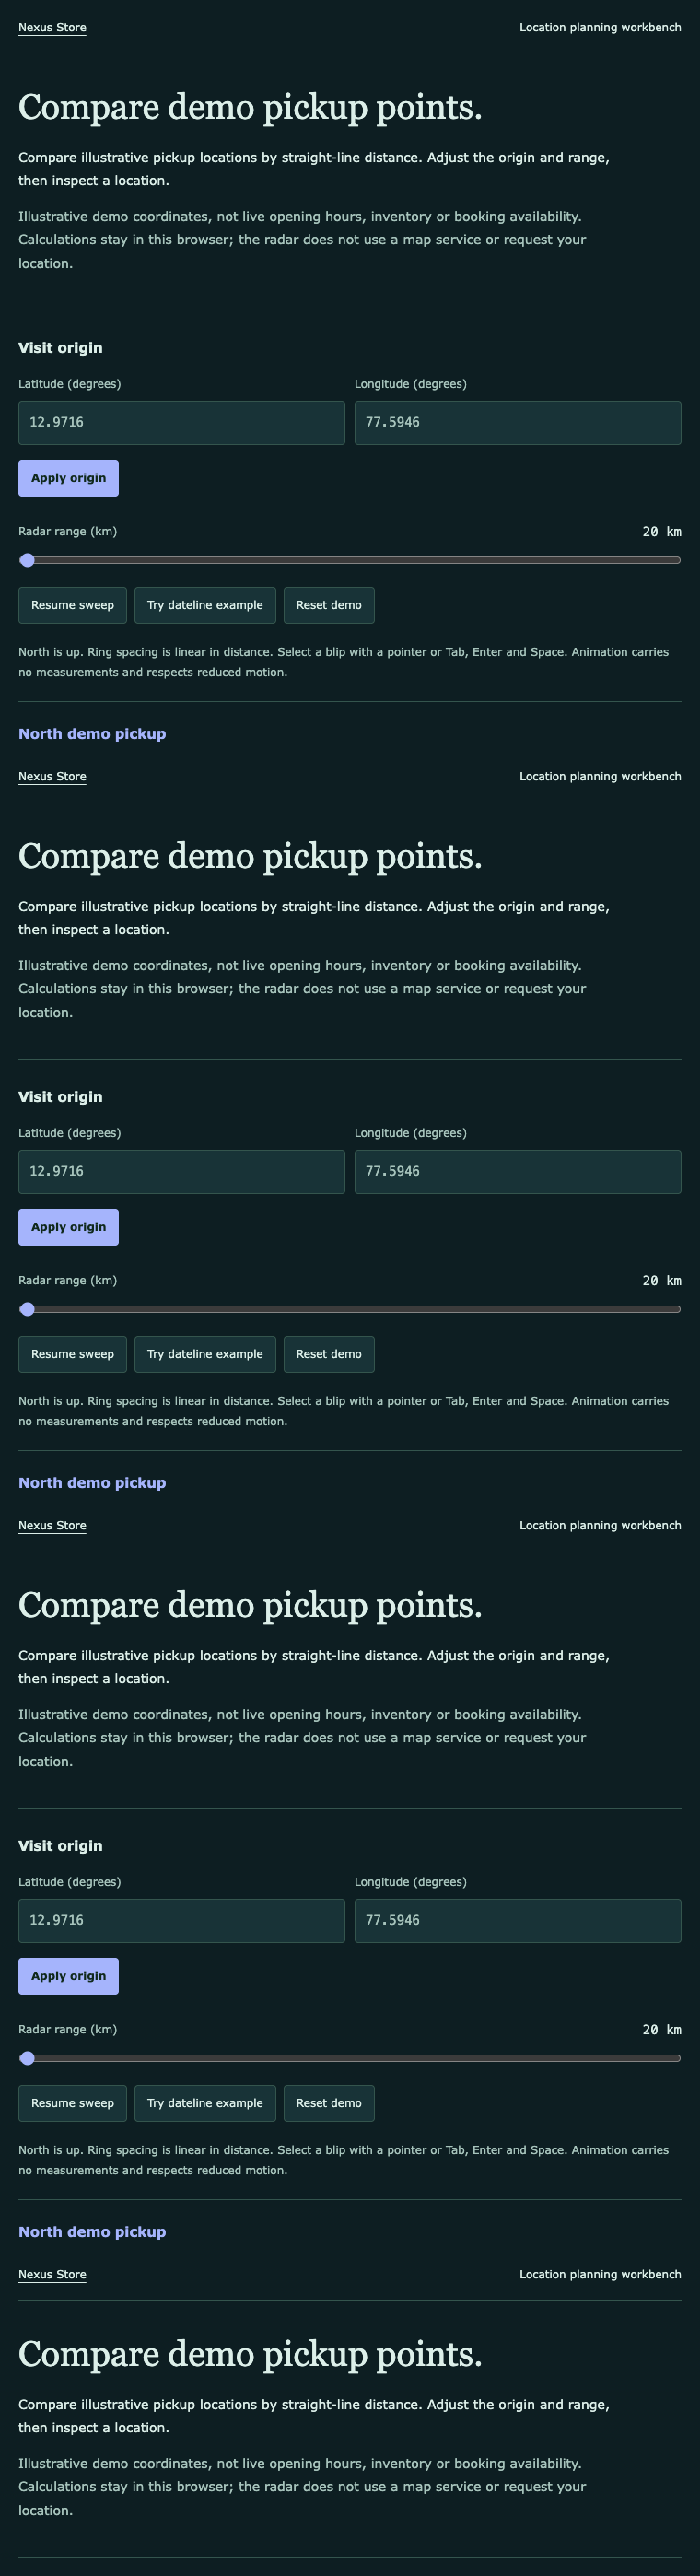 Nexus Store
Location planning workbench
Compare demo pickup points.
Compare illustrative pickup locations by straight-line distance. Adjust the origin and range,
then inspect a location.
Illustrative demo coordinates, not live opening hours, inventory or booking availability.
Calculations stay in this browser; the radar does not use a map service or request your
location.
Visit origin
Latitude (degrees)
Longitude (degrees)
12.9716
77.5946
Apply origin
Radar range (km)
20 km
Resume sweep
Try dateline example
Reset demo
North is up. Ring spacing is linear in distance. Select a blip with a pointer or Tab, Enter and Space. Animation carries
no measurements and respects reduced motion.
North demo pickup
Nexus Store
Location planning workbench
Compare demo pickup points.
Compare illustrative pickup locations by straight-line distance. Adjust the origin and range,
then inspect a location.
Illustrative demo coordinates, not live opening hours, inventory or booking availability.
Calculations stay in this browser; the radar does not use a map service or request your
location.
Visit origin
Latitude (degrees)
Longitude (degrees)
12.9716
77.5946
Apply origin
Radar range (km)
20 km
Resume sweep
Try dateline example
Reset demo
North is up. Ring spacing is linear in distance. Select a blip with a pointer or Tab, Enter and Space. Animation carries
no measurements and respects reduced motion.
North demo pickup
Nexus Store
Location planning workbench
Compare demo pickup points.
Compare illustrative pickup locations by straight-line distance. Adjust the origin and range,
then inspect a location.
Illustrative demo coordinates, not live opening hours, inventory or booking availability.
Calculations stay in this browser; the radar does not use a map service or request your
location.
Visit origin
Latitude (degrees)
Longitude (degrees)
12.9716
77.5946
Apply origin
Radar range (km)
20 km
Resume sweep
Try dateline example
Reset demo
North is up. Ring spacing is linear in distance. Select a blip with a pointer or Tab, Enter and Space. Animation carries
no measurements and respects reduced motion.
North demo pickup
Nexus Store
Location planning workbench
Compare demo pickup points.
Compare illustrative pickup locations by straight-line distance. Adjust the origin and range,
then inspect a location.
Illustrative demo coordinates, not live opening hours, inventory or booking availability.
Calculations stay in this browser; the radar does not use a map service or request your
location.